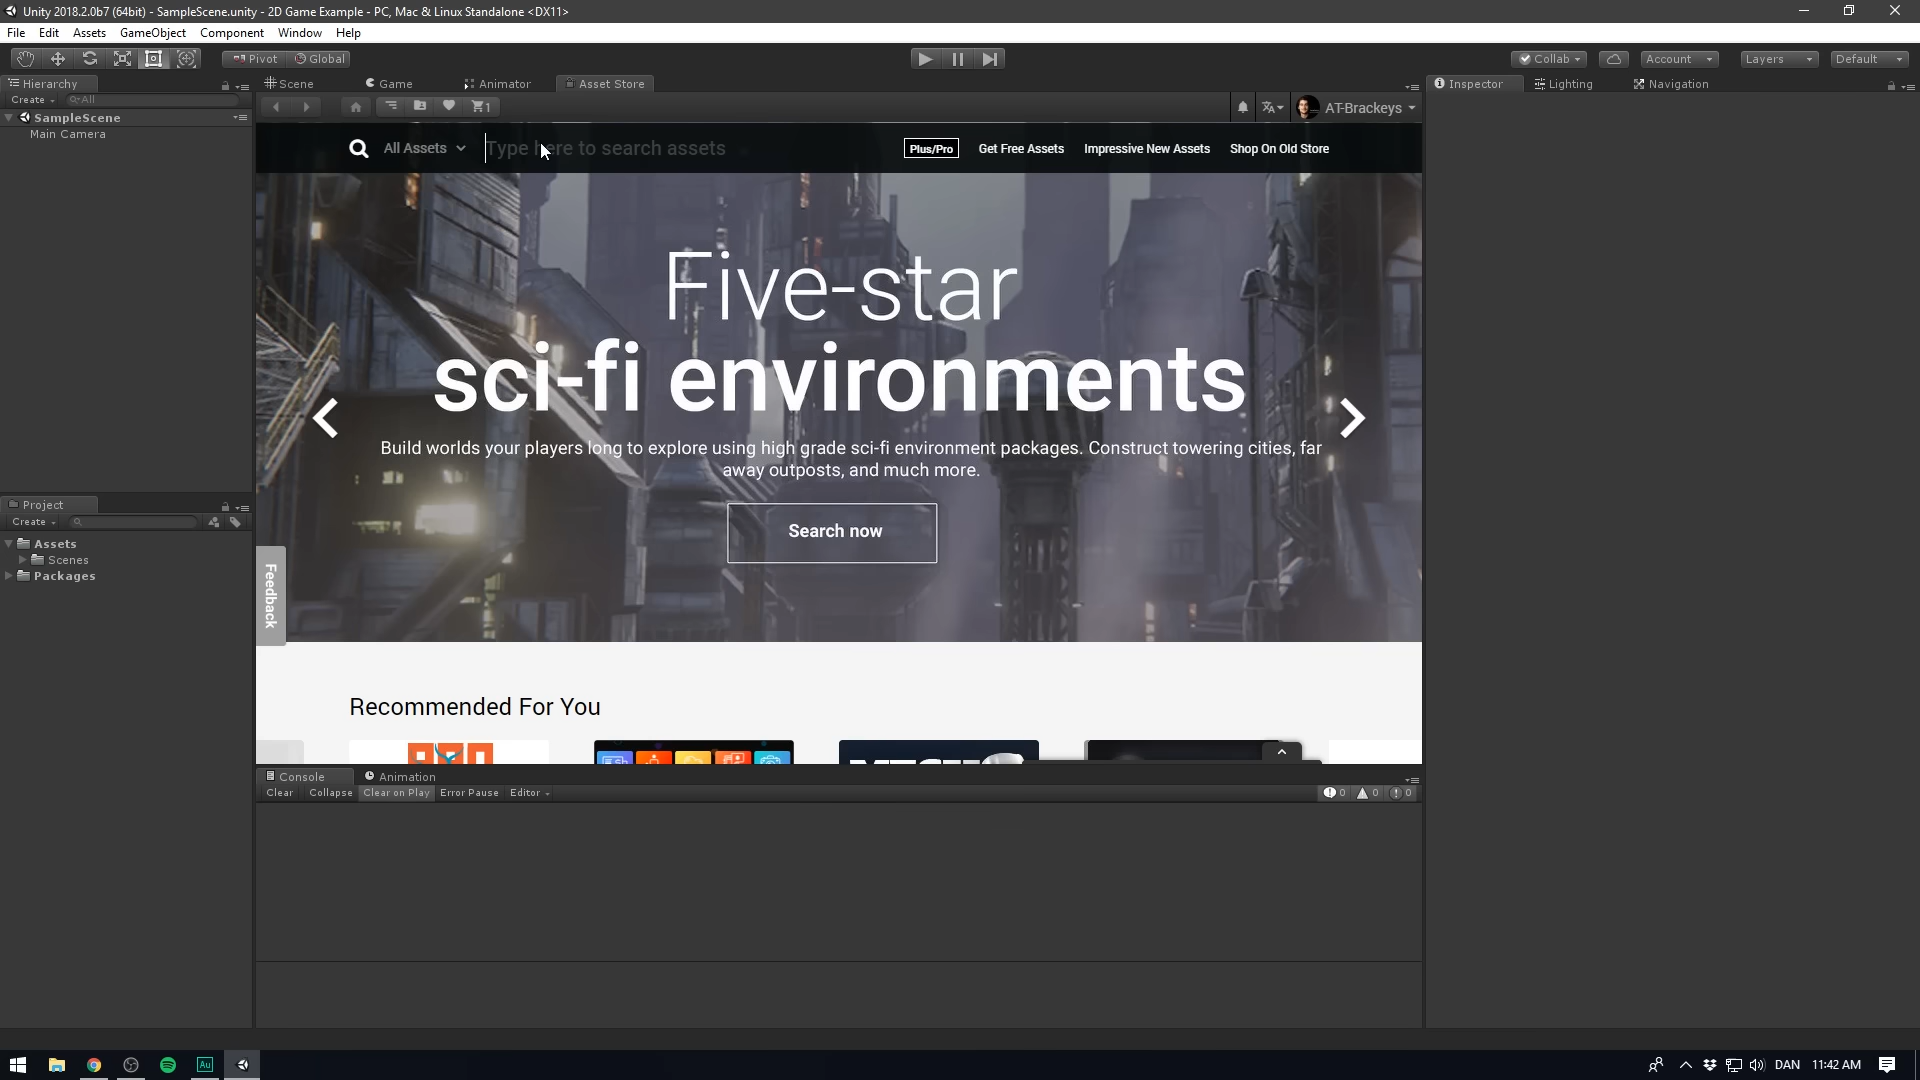 Unity 2018.2.0b7 (64bit) - SampleScene.unity - 2D Game Example - PC, Mac & Linux Standalone <DX11>
File Edit Assets GameObject Component Window Help
Pivot Global Collab Account Layers Default
Hierarchy Scene Game Animator Asset Store Inspector Lighting Navigation
Create All 1 AT-Brackeys
SampleScene
Main Camera
All Assets Type here to search assets Plus/Pro Get Free Assets Impressive New Assets Shop On Old Store
Five-star
sci-fi environments
Build worlds your players long to explore using high grade sci-fi environment packages. Construct towering cities, far
away outposts, and much more.
Search now
Project
Create
Assets
Scenes
Packages
Feedback
Recommended For You
Console Animation
Clear Collapse Clear on Play Error Pause Editor 0 0 0
Au DAN 11:42 AM